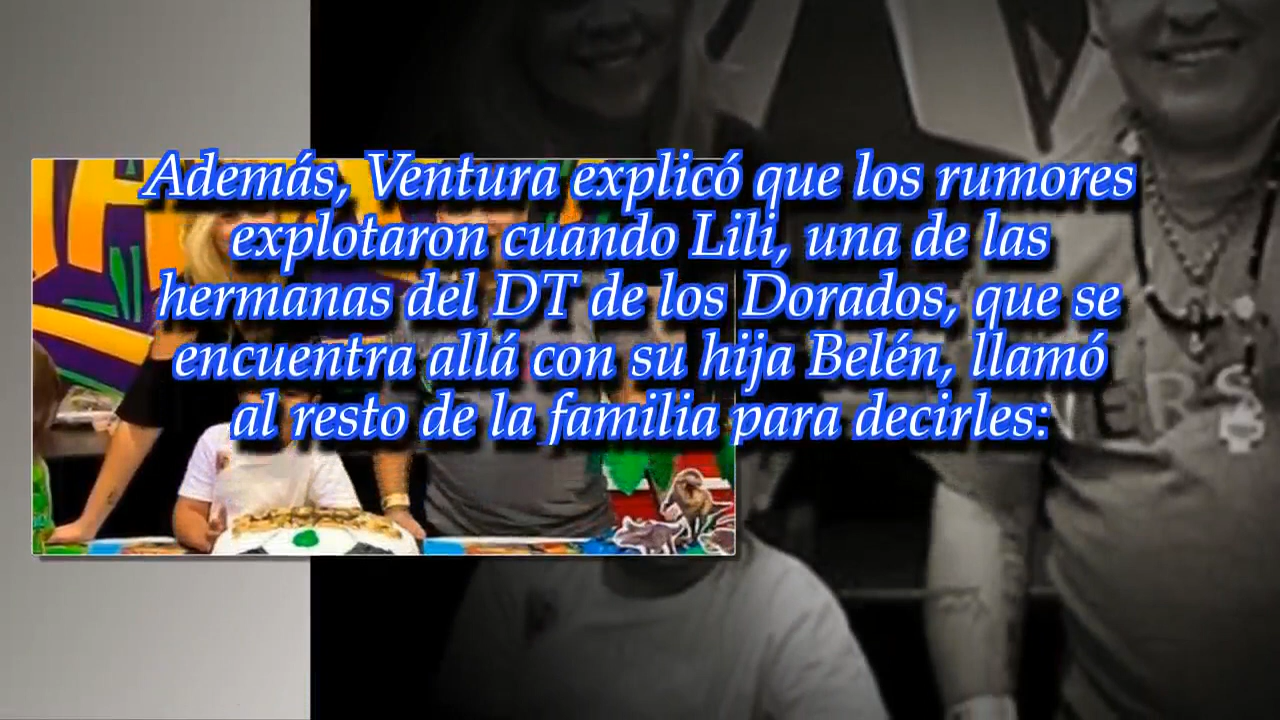 Además, Ventura explicó que los rumores
explotaron cuando Lili, una de las
hermanas del DT de los Dorados, que se
encuentra allá con su hija Belén, llamó
al resto de la familia para decirles:
ERS